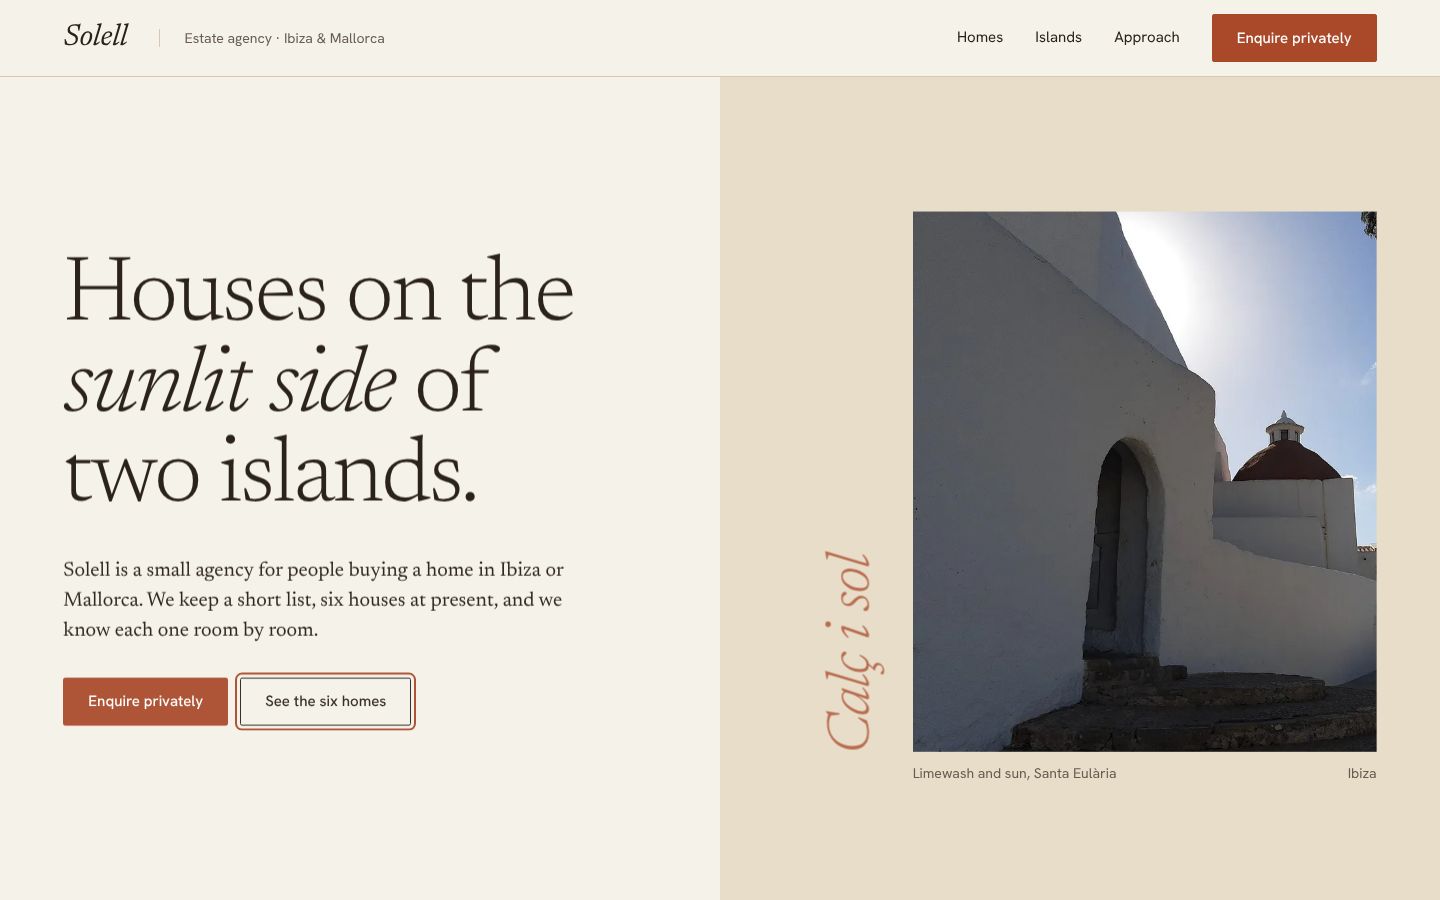 Solell
Estate agency · Ibiza & Mallorca
Homes
Islands
Approach
Enquire privately
Houses on the
sunlit side of
two islands.
Solell is a small agency for people buying a home in Ibiza or
Mallorca. We keep a short list, six houses at present, and we
know each one room by room.
Enquire privately
See the six homes
Calç i sol
Limewash and sun, Santa Eulària
Ibiza